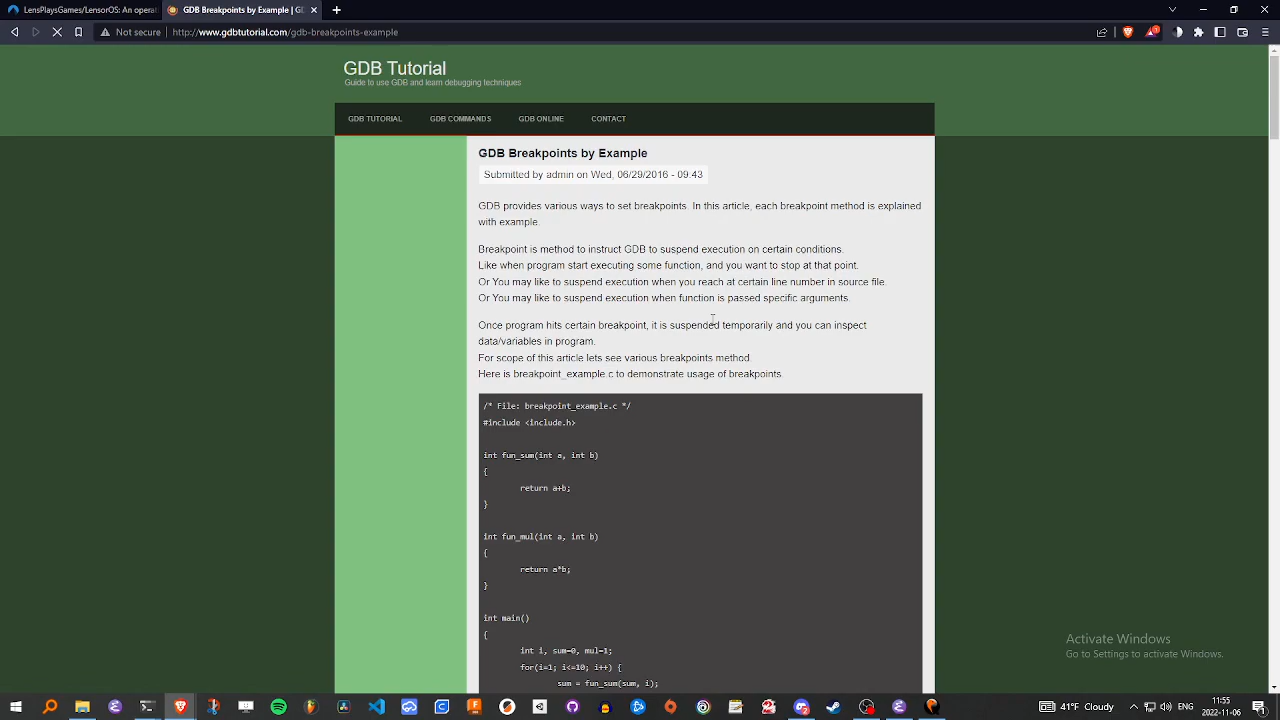 LensPlaysGames/LensorOS: An opera
GDB Breakpoints by Example | GD
Not secure
http://www.gdbtutorial.com/gdb-breakpoints-example
GDB Tutorial
Guide to use GDB and learn debugging techniques
GDB TUTORIAL
GDB COMMANDS
GDB ONLINE
CONTACT
GDB Breakpoints by Example
Submitted by admin on Wed, 06/29/2016 - 09:43
GDB provides various ways to set breakpoints. In this article, each breakpoint method is explained
with example.
Breakpoint is method to instruct GDB to suspend execution on certain conditions.
Like when program start executing some function, and you want to stop at that point.
Or You may like to suspend execution when you reach at certain line number in source file.
Or You may like to suspend execution when function is passed specific arguments.
Once program hits certain breakpoint, it is suspended temporarily and you can inspect
data/variables in program.
For scope of this article lets see various breakpoints method.
Here is breakpoint_example.c to demonstrate usage of breakpoints.
/* File: breakpoint_example.c */
#include <include.h>
int fun_sum(int a, int b)
{
return a+b;
}
int fun_mul(int a, int b)
{
return a*b;
}
int main()
{
int i, sum=0, mul=1;
for(i=1; i<=10; i++) {
sum = fun_sum(sum, i);
Activate Windows
Go to Settings to activate Windows.
41°F Cloudy
11:55
2022-11-06